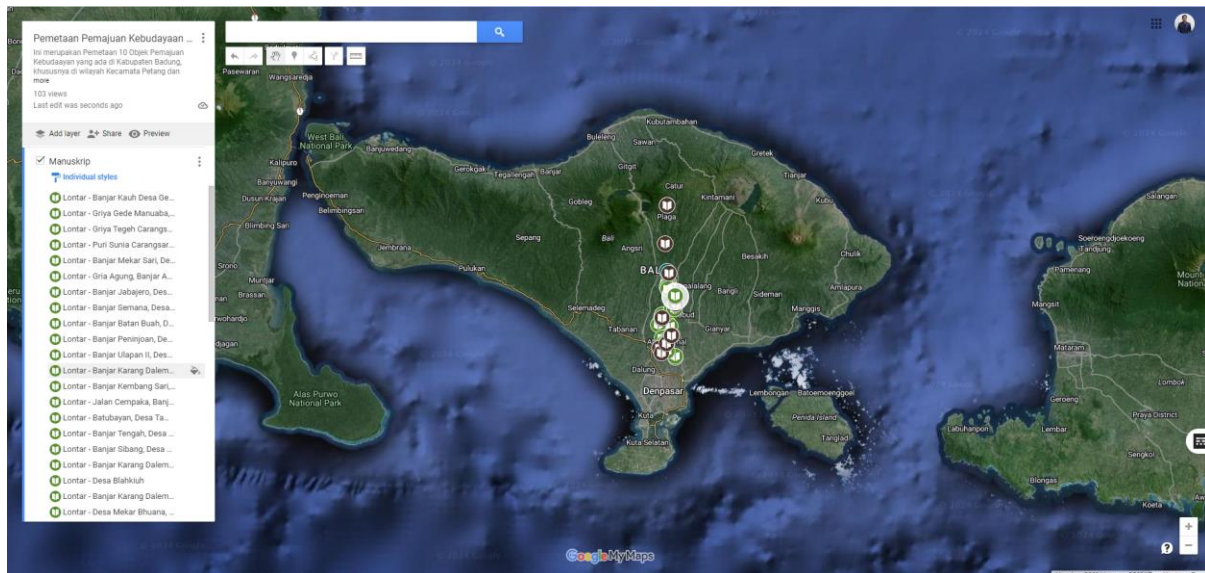 Pemetaan Pemajuan Kebudayaan ...
Ini merupakan Pemetaan 10 Objek Pemajuan
Kebudaayan yang ada di Kabupaten Badung,
khususnya di wilayah Kecamata Petang dan
more
103 views
Last edit was seconds ago
Add layer
Share
Preview
Manuskrip
Individual styles
Lontar - Banjar Kauh Desa Ge...
Lontar - Griya Gede Manuaba,...
Lontar - Griya Tegeh Carangs...
Lontar - Puri Sunia Carangsar...
Lontar - Banjar Mekar Sari, De...
Lontar - Gria Agung, Banjar A...
Lontar - Banjar Jabajero, Des...
Lontar - Banjar Semana, Desa...
Lontar - Banjar Batan Buah, D...
Lontar - Banjar Peninjoan, De...
Lontar - Banjar Ulapan II, Des...
Lontar - Banjar Karang Dalem...
Lontar - Banjar Kembang Sari,...
Lontar - Jalan Cempaka, Banj...
Lontar - Batubayan, Desa Ta...
Lontar - Banjar Tengah, Desa ...
Lontar - Banjar Sibang, Desa ...
Lontar - Banjar Karang Dalem...
Lontar - Desa Blahkiuh
Lontar - Banjar Karang Dalem...
Lontar - Desa Mekar Bhuana, ...
Pasewaran
Wangsaredja
West Bali
National Park
Banjuwedang
Kalipuro
Banyuwangi
Dusun Krajan
Penginoeman
Belimbingsari
Blimbing Sari
Gerokgak
Tegallengah
Banjar
Buleleng
Kubutambahan
Sawan
Gretek
Tianjar
Gitgit
Catur
Kintamani
Kubu
Gobleg
Plaga
Sepang
Bali
Angsri
Besakih
Chulik
Jembrana
Pulukan
BAL
Bangli
Sideman
Amlapura
Manggis
Selemadeg
Tabanan
Gianyar
Srono
Muntjar
Brassan
Dalung
Denpasar
Kuta
Kuta Selatan
Lembongan
Batoemoenggoel
Penida Island
Tanglad
Alas Purwo
National Park
Salangan
Soeroengdjoekoeng
Tandjung
Pamenang
Mangsit
Mataram
Lombok
Geroeng
Praya District
Labuhanpori
Lembar
Sengkol
Blongas
Koeta
Google My Maps